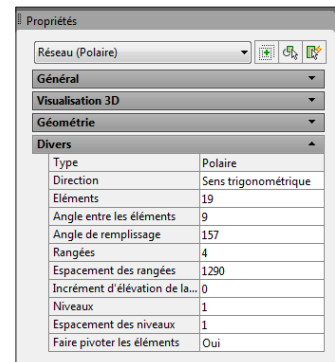 Propriétés
Réseau (Polaire)
Général
Visualisation 3D
Géométrie
Divers
Type Polaire
Direction Sens trigonométrique
Eléments 19
Angle entre les éléments 9
Angle de remplissage 157
Rangées 4
Espacement des rangées 1290
Incrément d'élévation de la... 0
Niveaux 1
Espacement des niveaux 1
Faire pivoter les éléments Oui